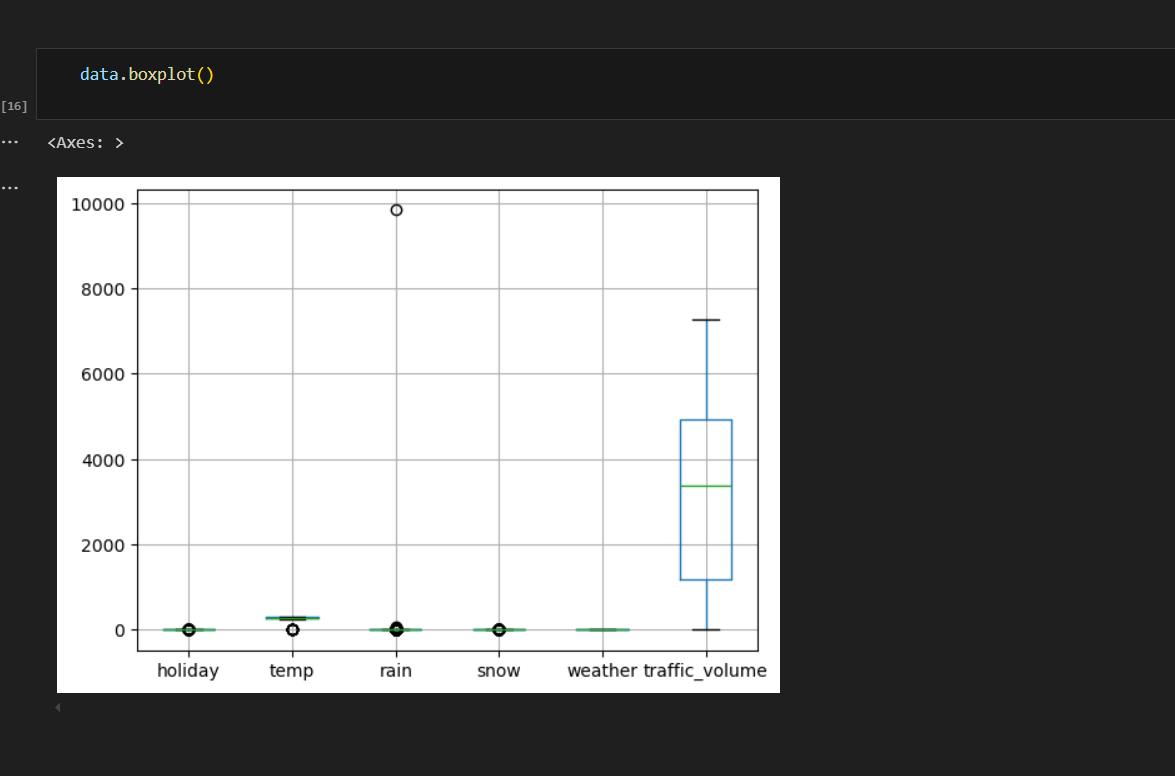 data.boxplot()
[16]
... <Axes: >
...
10000
8000
6000
4000
2000
0
holiday temp rain snow weather traffic_volume